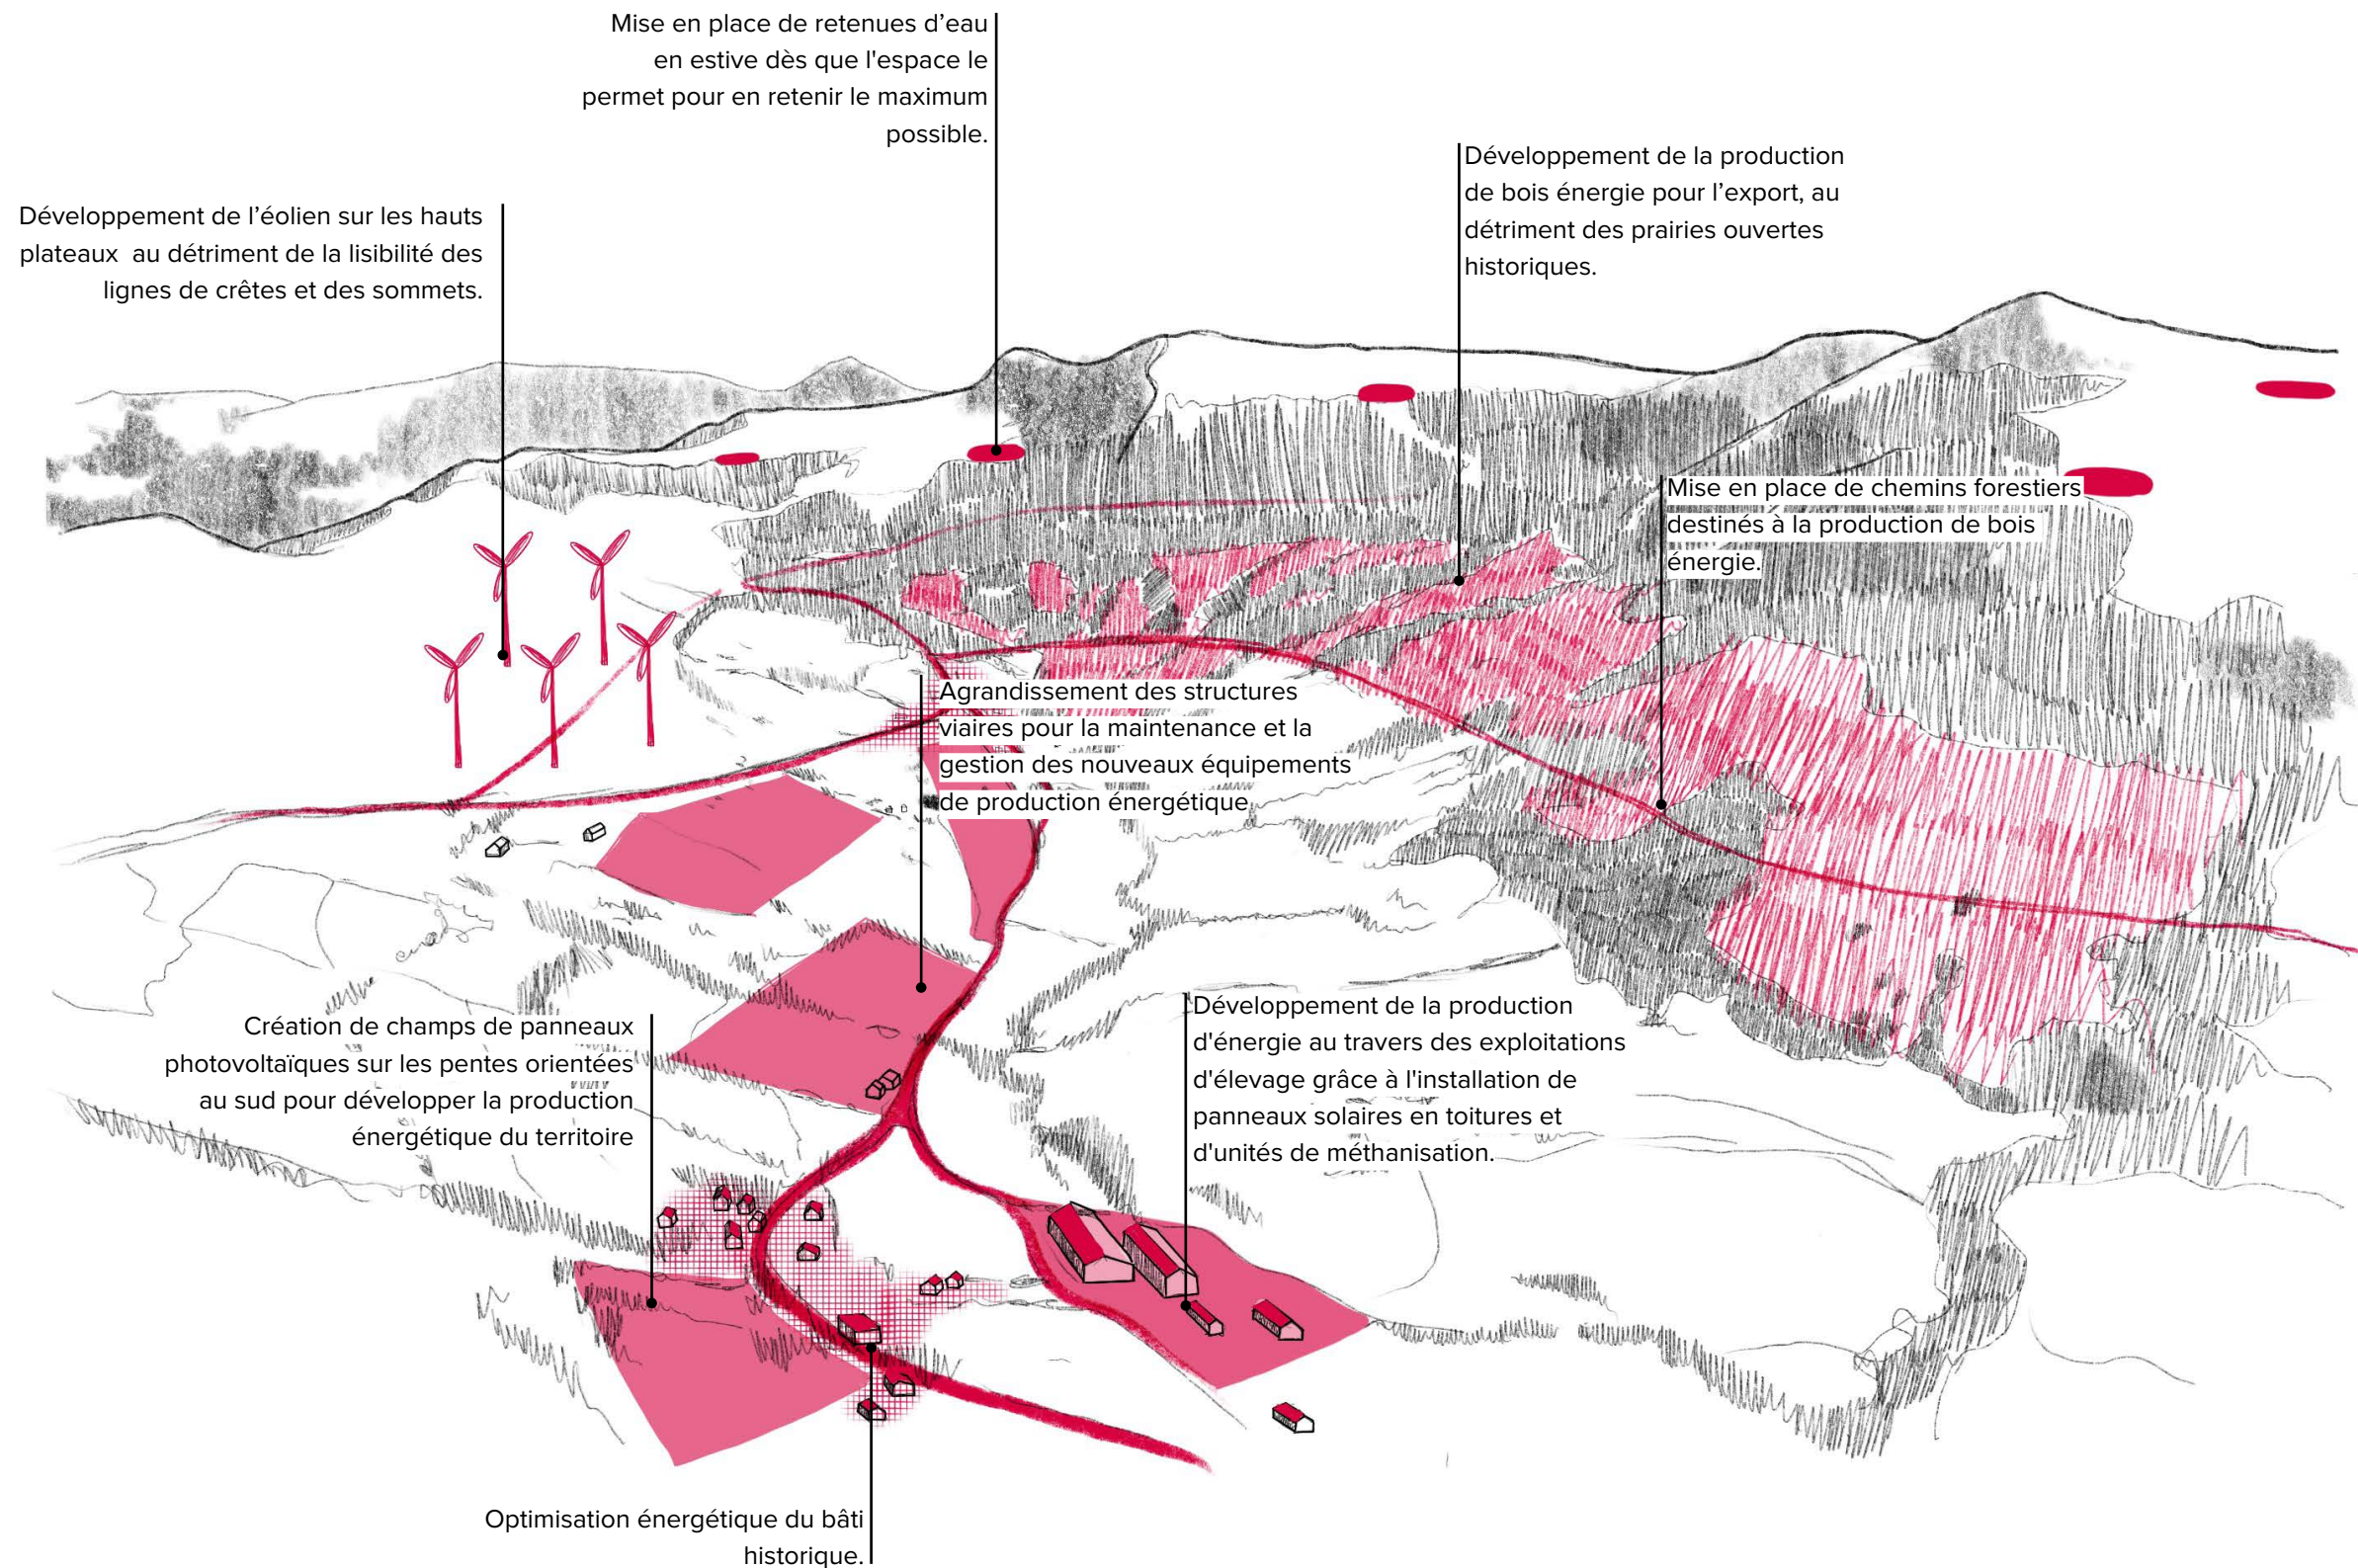 Mise en place de retenues d’eau
en estive dès que l'espace le
permet pour en retenir le maximum
possible.
Développement de la production
de bois énergie pour l’export, au
détriment des prairies ouvertes
historiques.
Développement de l’éolien sur les hauts
plateaux au détriment de la lisibilité des
lignes de crêtes et des sommets.
Mise en place de chemins forestiers
destinés à la production de bois
énergie.
Agrandissement des structures
viaires pour la maintenance et la
gestion des nouveaux équipements
de production énergétique
Développement de la production
d'énergie au travers des exploitations
d'élevage grâce à l'installation de
panneaux solaires en toitures et
d'unités de méthanisation.
Création de champs de panneaux
photovoltaïques sur les pentes orientées
au sud pour développer la production
énergétique du territoire
Optimisation énergétique du bâti
historique.